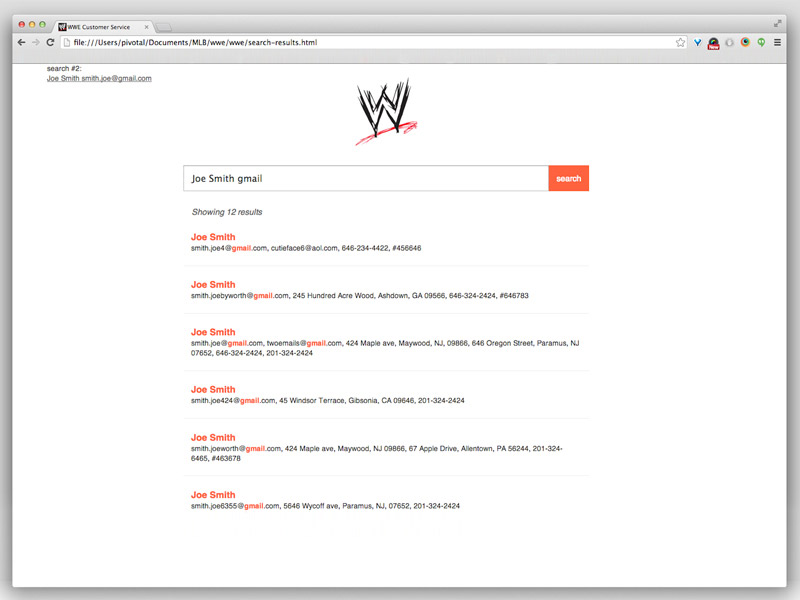 WWE Customer Service
file:///Users/pivotal/Documents/MLB/wwe/wwe/search-results.html
New
search #2:
Joe Smith smith.joe@gmail.com
W
Joe Smith gmail
search
Showing 12 results
Joe Smith
smith.joe4@gmail.com, cutieface6@aol.com, 646-234-4422, #456646
Joe Smith
smith.joebyworth@gmail.com, 245 Hundred Acre Wood, Ashdown, GA 09566, 646-324-2424, #646783
Joe Smith
smith.joe@gmail.com, twoemails@gmail.com, 424 Maple ave, Maywood, NJ, 09866, 646 Oregon Street, Paramus, NJ
07652, 646-324-2424, 201-324-2424
Joe Smith
smith.joe424@gmail.com, 45 Windsor Terrace, Gibsonia, CA 09646, 201-324-2424
Joe Smith
smith.joeworth@gmail.com, 424 Maple ave, Maywood, NJ 09866, 67 Apple Drive, Allentown, PA 56244, 201-324-
6465, #463678
Joe Smith
smith.joe6355@gmail.com, 5646 Wycoff ave, Paramus, NJ, 07652, 201-324-2424